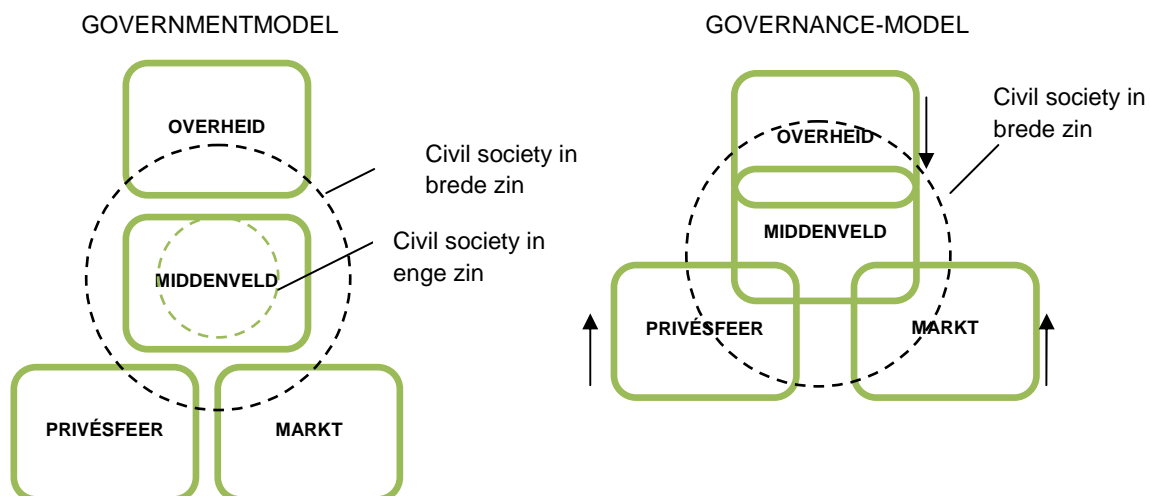 GOVERNMENTMODEL
OVERHEID
Civil society in
brede zin
Civil society in
enge zin
MIDDENVELD
PRIVÉSFEER
MARKT
GOVERNANCE-MODEL
Civil society in
brede zin
OVERHEID
MIDDENVELD
PRIVÉSFEER
MARKT